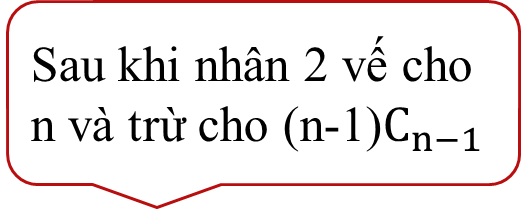 Sau khi nhân 2 vế cho
n và trừ cho (n-1)Cₙ₋₁